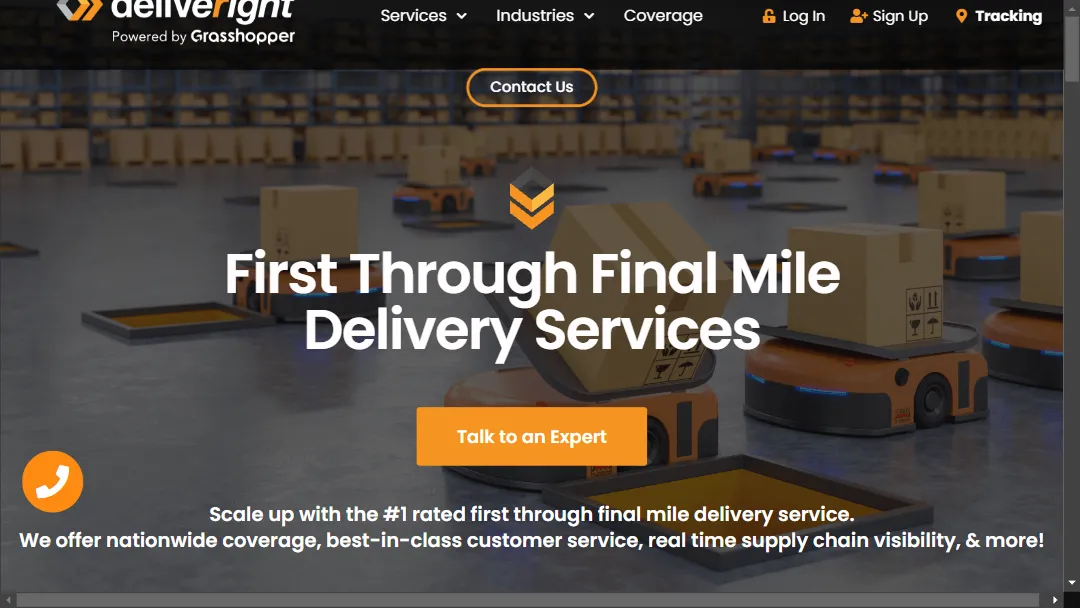 deliveright
Powered by Grasshopper
Services
Industries
Coverage
Log In
Sign Up
Tracking
Contact Us
First Through Final Mile
Delivery Services
Talk to an Expert
Scale up with the #1 rated first through final mile delivery service.
We offer nationwide coverage, best-in-class customer service, real time supply chain visibility, & more!